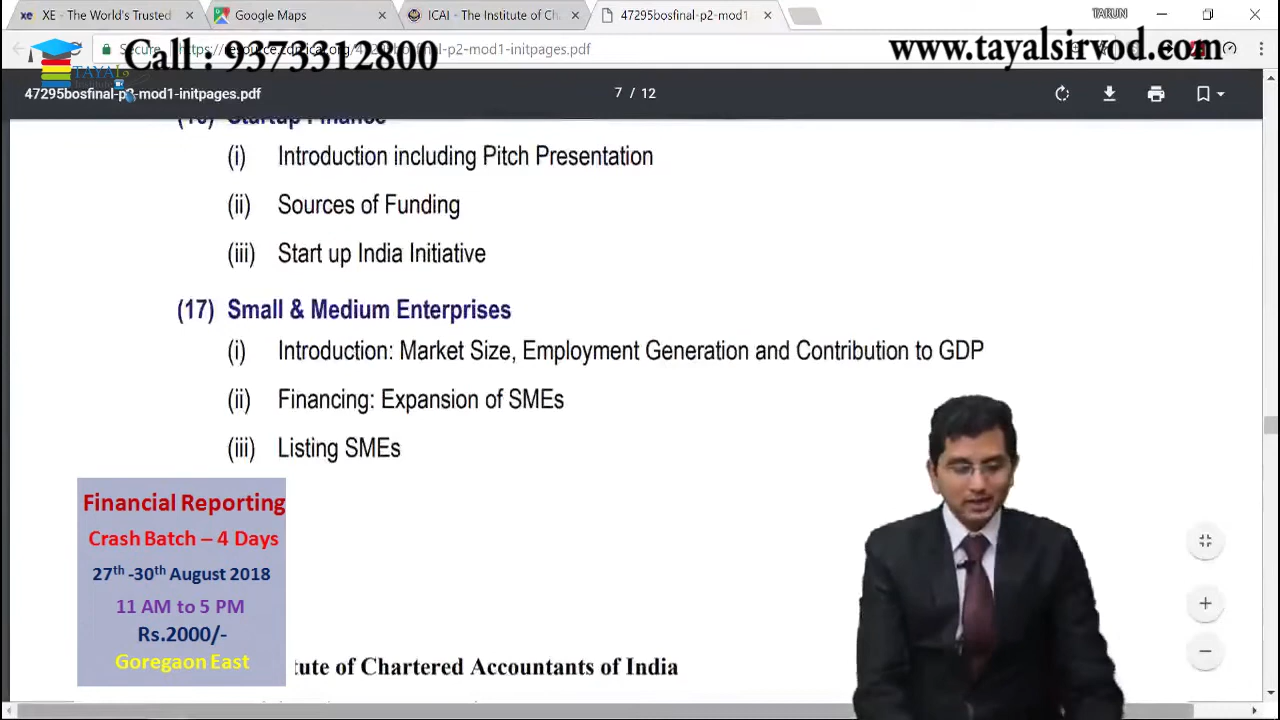 XE - The World's Trusted
Google Maps
ICAI - The Institute of Ch
47295bosfinal-p2-mod1
TARUN
Secure
Call : 9373312800
www.tayalsirvod.com
TAYAL
47295bosfinal-p2-mod1-initpages.pdf
7 / 12
Startup Finance
(i) Introduction including Pitch Presentation
(ii) Sources of Funding
(iii) Start up India Initiative
(17) Small & Medium Enterprises
(i) Introduction: Market Size, Employment Generation and Contribution to GDP
(ii) Financing: Expansion of SMEs
(iii) Listing SMEs
Financial Reporting
Crash Batch – 4 Days
27th -30th August 2018
11 AM to 5 PM
Rs.2000/-
Goregaon East
tute of Chartered Accountants of India